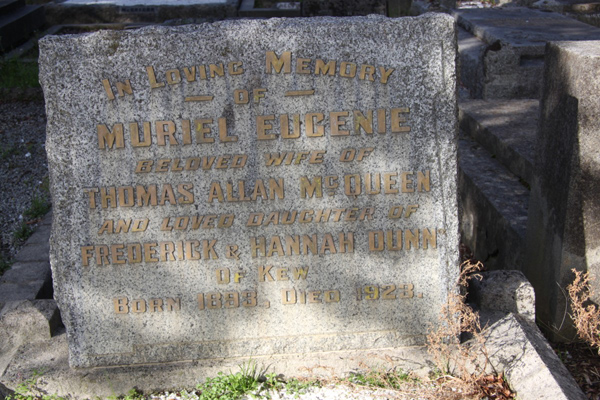 IN LOVING MEMORY
OF
MURIEL EUGENIE
BELOVED WIFE OF
THOMAS ALLAN McQUEEN
AND LOVED DAUGHTER OF
FREDERICK & HANNAH DUNN
OF KEW
BORN 1893. DIED 1923.